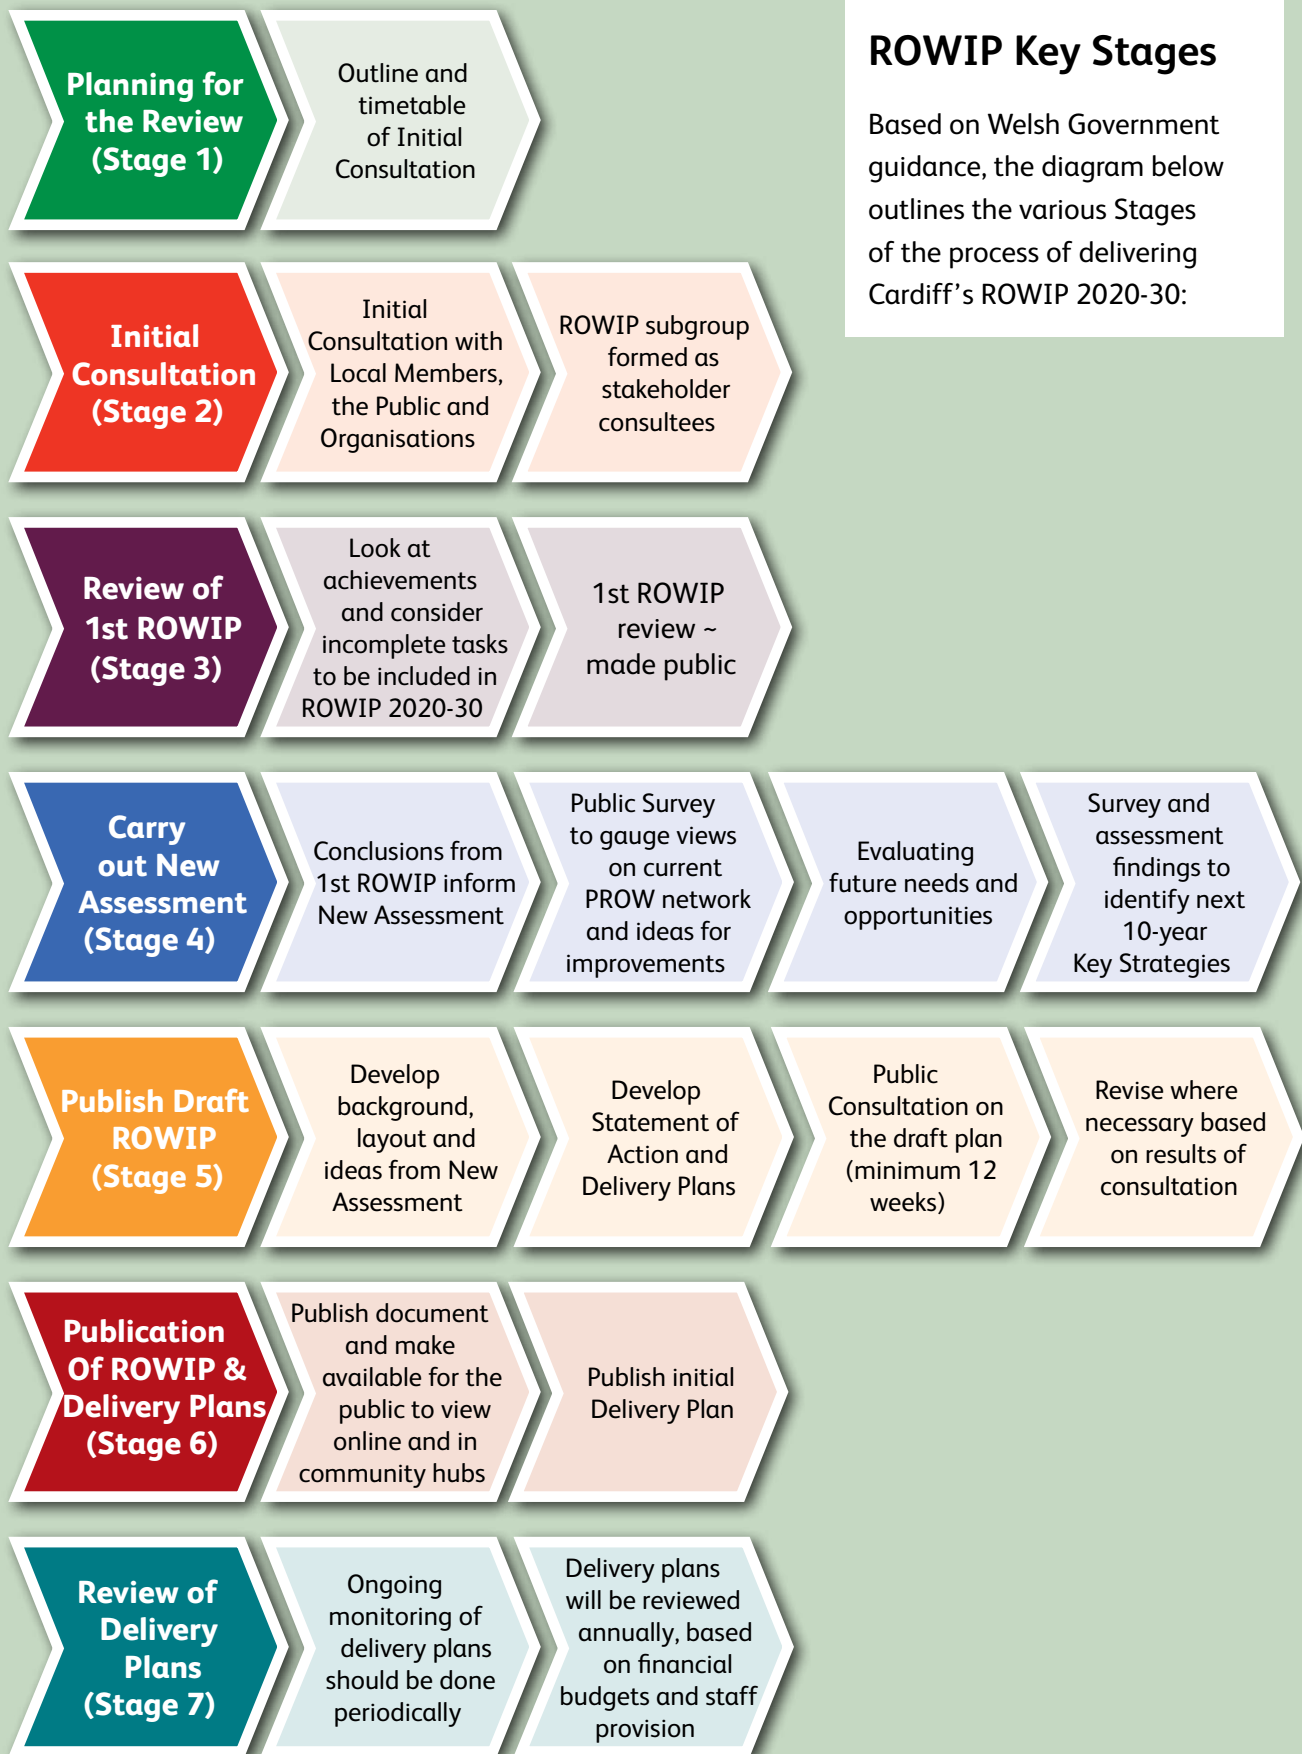 ROWIP Key Stages
Based on Welsh Government
guidance, the diagram below
outlines the various Stages
of the process of delivering
Cardiff's ROWIP 2020-30:
Planning for
the Review
(Stage 1)
Outline and
timetable
of Initial
Consultation
Initial
Consultation
(Stage 2)
Initial
Consultation with
Local Members,
the Public and
Organisations
ROWIP subgroup
formed as
stakeholder
consultees
Review of
1st ROWIP
(Stage 3)
Look at
achievements
and consider
incomplete tasks
to be included in
ROWIP 2020-30
1st ROWIP
review ~
made public
Carry
out New
Assessment
(Stage 4)
Conclusions from
1st ROWIP inform
New Assessment
Public Survey
to gauge views
on current
PROW network
and ideas for
improvements
Evaluating
future needs and
opportunities
Survey and
assessment
findings to
identify next
10-year
Key Strategies
Publish Draft
ROWIP
(Stage 5)
Develop
background,
layout and
ideas from New
Assessment
Develop
Statement of
Action and
Delivery Plans
Public
Consultation on
the draft plan
(minimum 12
weeks)
Revise where
necessary based
on results of
consultation
Publication
Of ROWIP &
Delivery Plans
(Stage 6)
Publish document
and make
available for the
public to view
online and in
community hubs
Publish initial
Delivery Plan
Review of
Delivery
Plans
(Stage 7)
Ongoing
monitoring of
delivery plans
should be done
periodically
Delivery plans
will be reviewed
annually, based
on financial
budgets and staff
provision